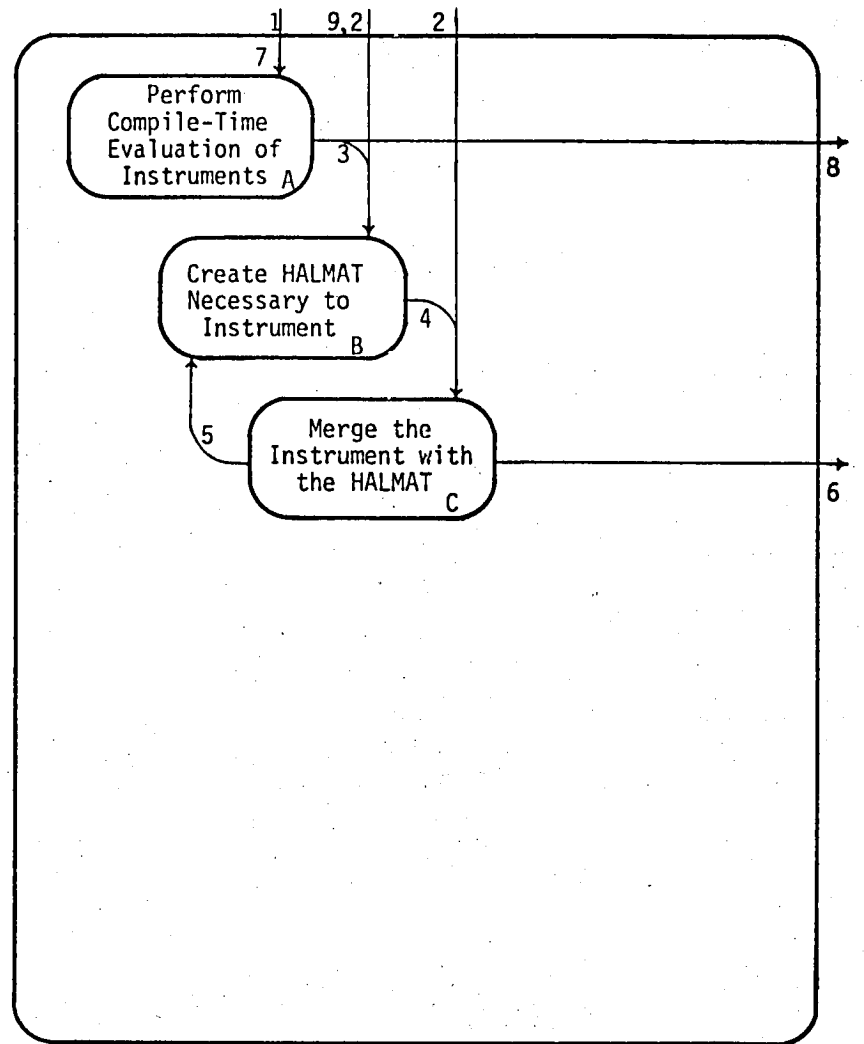 1 9,2 2
7
Perform
Compile-Time
Evaluation of
Instruments A
3
8
Create HALMAT
Necessary to
Instrument
B
4
5
Merge the
Instrument with
the HALMAT
C
6